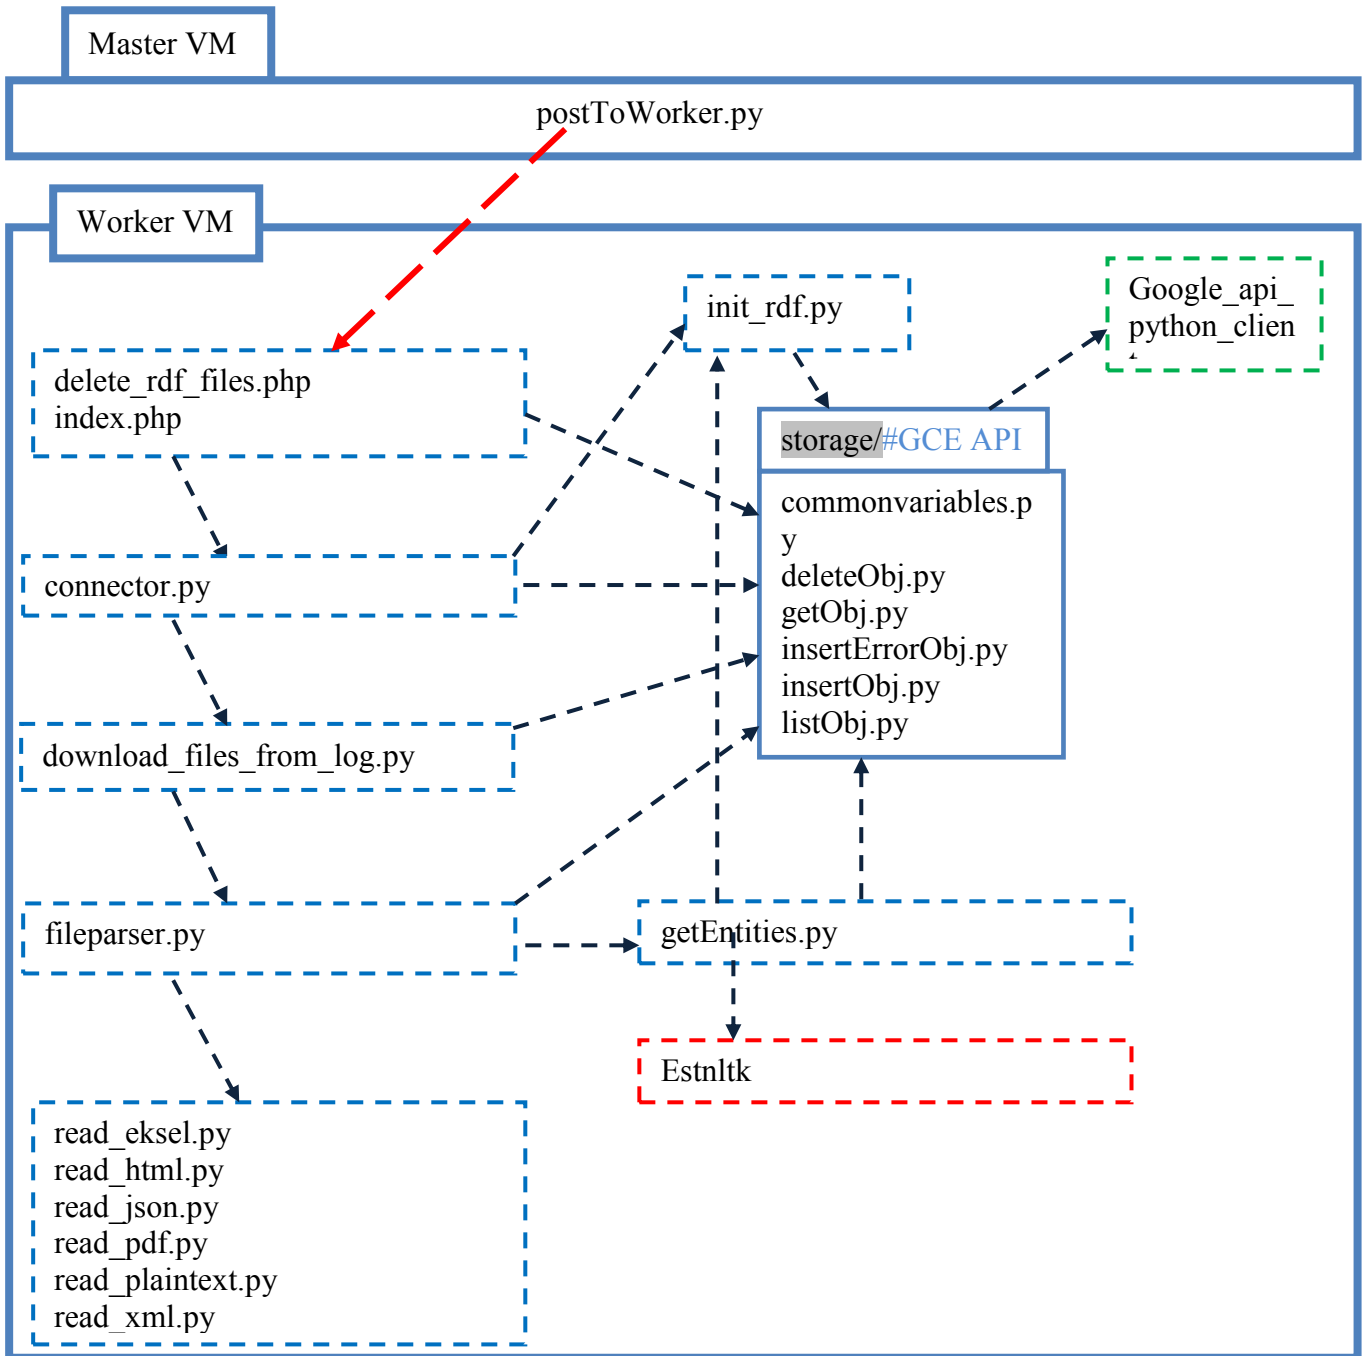 Master VM
postToWorker.py
Worker VM
init_rdf.py
Google_api_
python_clien
delete_rdf_files.php
index.php
storage/#GCE API
commonvariables.p
y
deleteObj.py
getObj.py
insertErrorObj.py
insertObj.py
listObj.py
connector.py
download_files_from_log.py
fileparser.py
getEntities.py
Estnltk
read_eksel.py
read_html.py
read_json.py
read_pdf.py
read_plaintext.py
read_xml.py